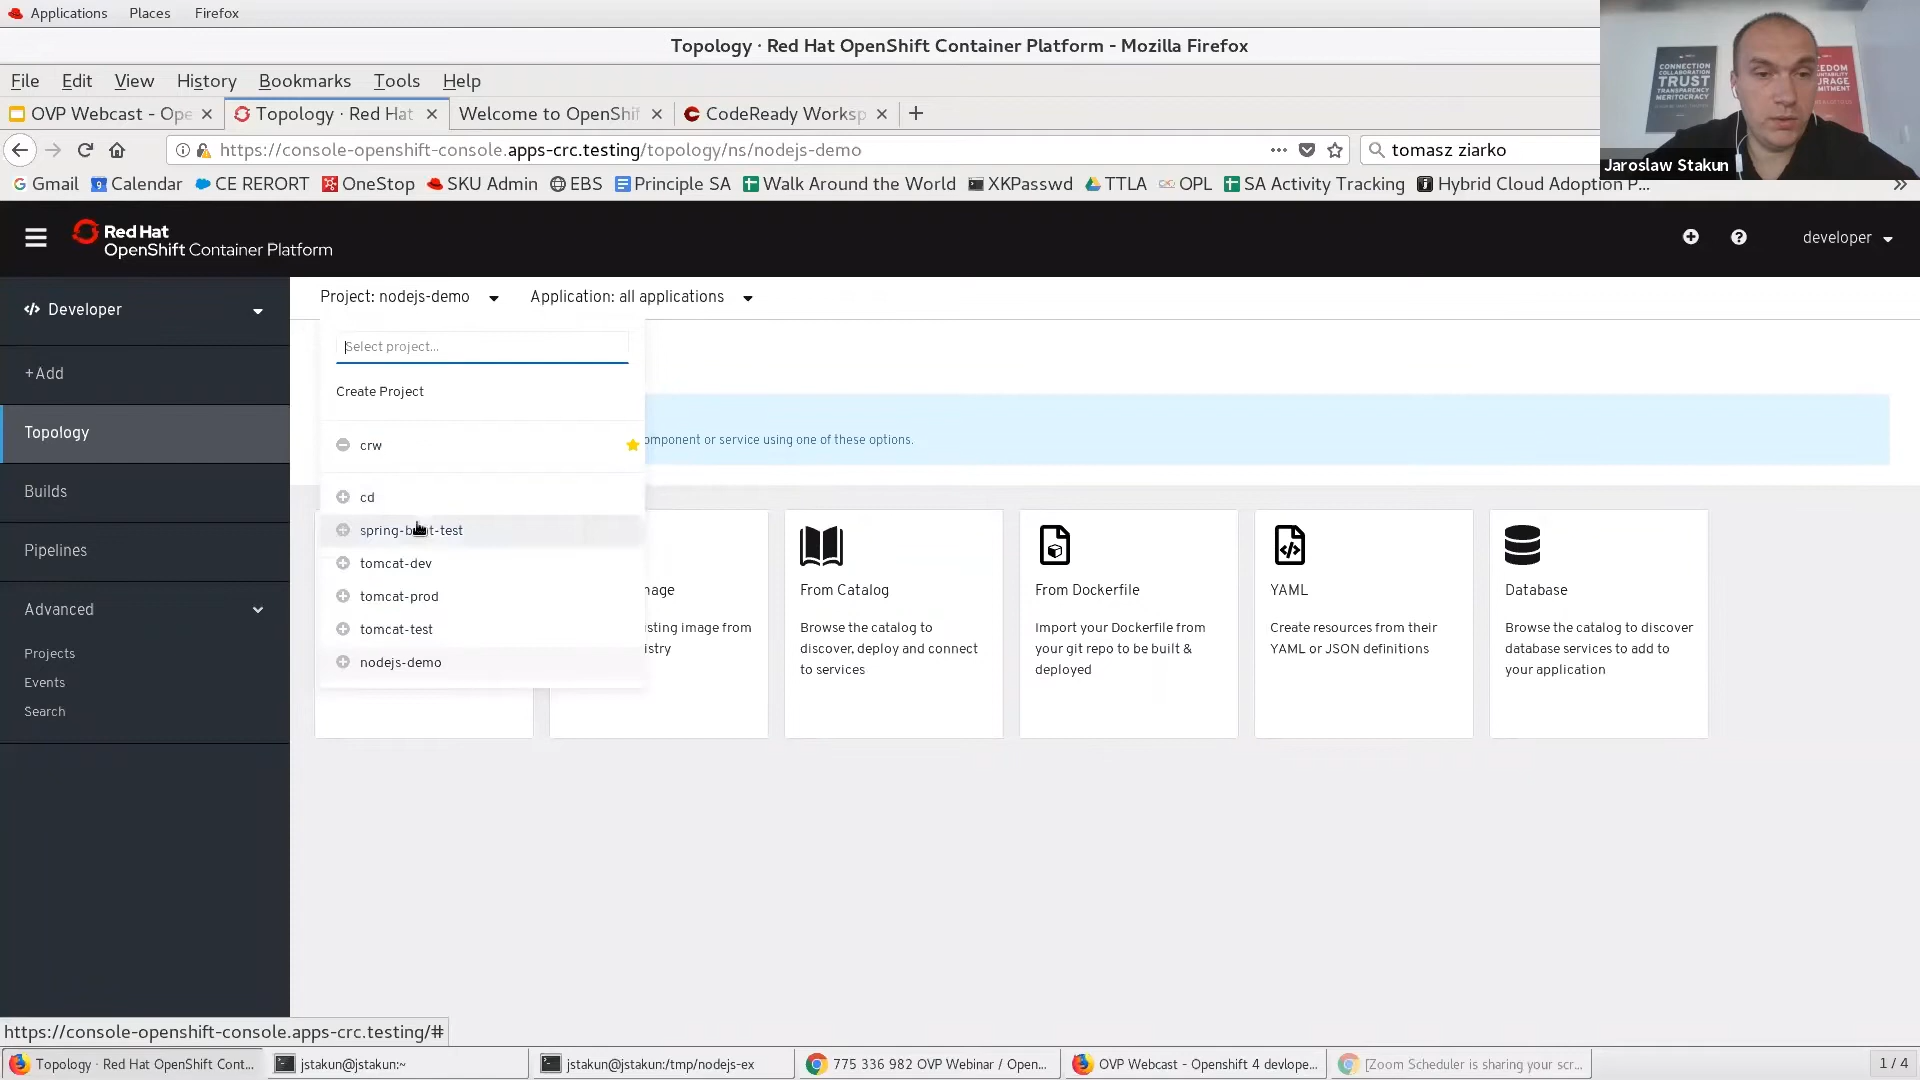 Applications Places Firefox
Topology · Red Hat OpenShift Container Platform - Mozilla Firefox
File Edit View History Bookmarks Tools Help
OVP Webcast - Ope
Topology · Red Hat
Welcome to OpenShif
CodeReady Worksp
https://console-openshift-console.apps-crc.testing/topology/ns/nodejs-demo
tomasz ziarko
CONNECTION
COLLABORATION
TRUST
TRANSPARENCY
MERITOCRACY
Jaroslaw Stakun
Gmail Calendar CE RERORT OneStop SKU Admin EBS Principle SA Walk Around the World XKPasswd TTLA OPL SA Activity Tracking Hybrid Cloud Adoption P...
Red Hat
OpenShift Container Platform
developer
Developer
+Add
Topology
Builds
Pipelines
Advanced
Projects
Events
Search
Project: nodejs-demo
Application: all applications
Select project...
Create Project
crw
cd
spring-b t-test
tomcat-dev
tomcat-prod
tomcat-test
nodejs-demo
omponent or service using one of these options.
mage
isting image from
istry
From Catalog
Browse the catalog to
discover, deploy and connect
to services
From Dockerfile
Import your Dockerfile from
your git repo to be built &
deployed
YAML
Create resources from their
YAML or JSON definitions
Database
Browse the catalog to discover
database services to add to
your application
https://console-openshift-console.apps-crc.testing/#
Topology · Red Hat OpenShift Cont...
jstakun@jstakun:~
jstakun@jstakun:/tmp/nodejs-ex
775 336 982 OVP Webinar / Open...
OVP Webcast - Openshift 4 devlope...
[Zoom Scheduler is sharing your scr...
1 / 4